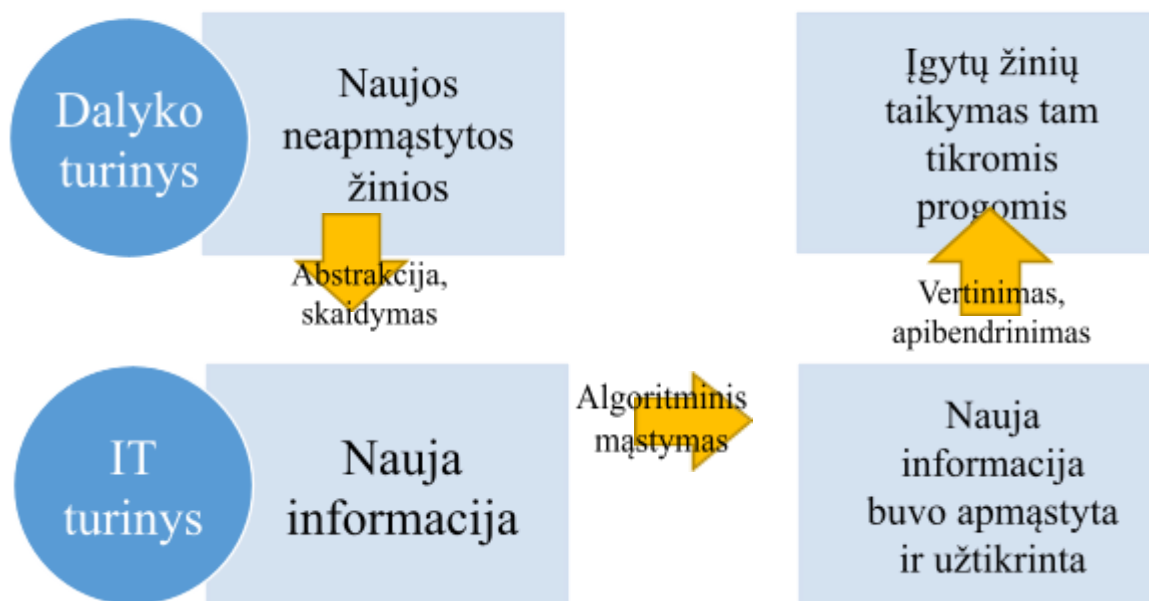 Dalyko
turinys
Naujos
neapmąstytos
žinios
Įgytų žinių
taikymas tam
tikromis
progomis
Abstrakcija,
skaidymas
Vertinimas,
apibendrinimas
IT
turinys
Nauja
informacija
Algoritminis
mąstymas
Nauja
informacija
buvo apmąstyta
ir užtikrinta